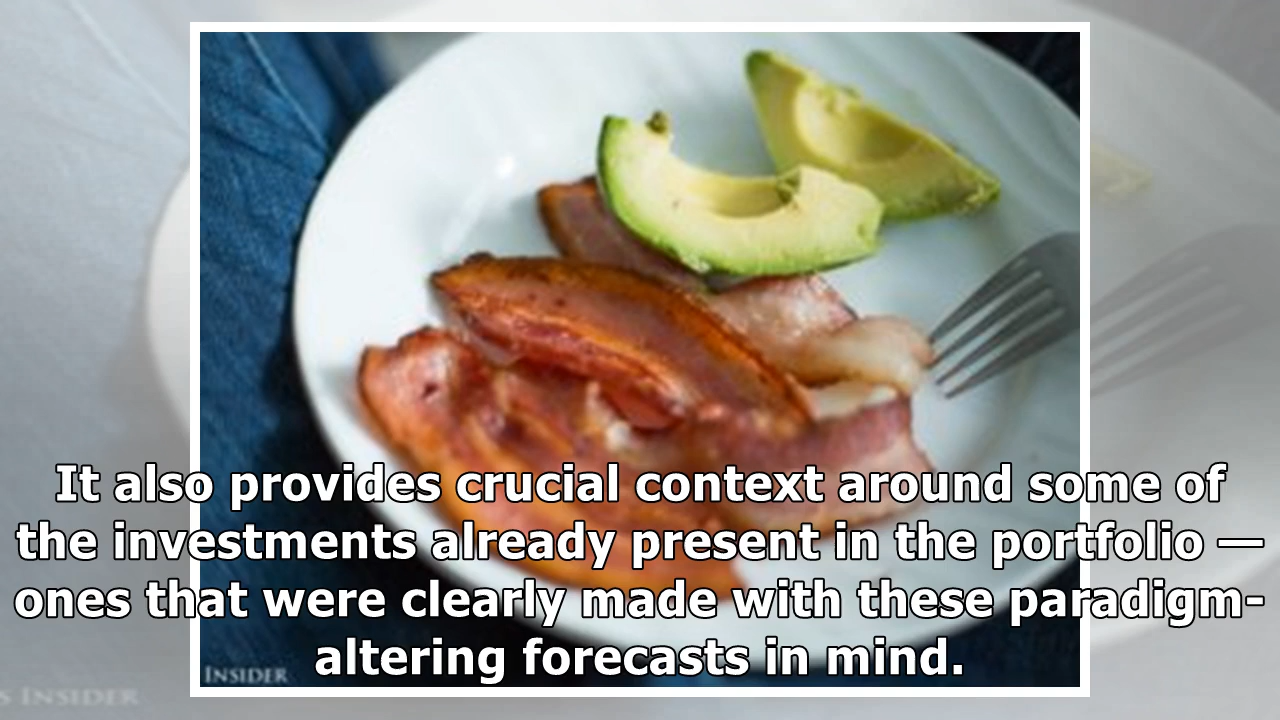 It also provides crucial context around some of
the investments already present in the portfolio —
ones that were clearly made with these paradigm-
altering forecasts in mind.
INSIDER
S INSIDER